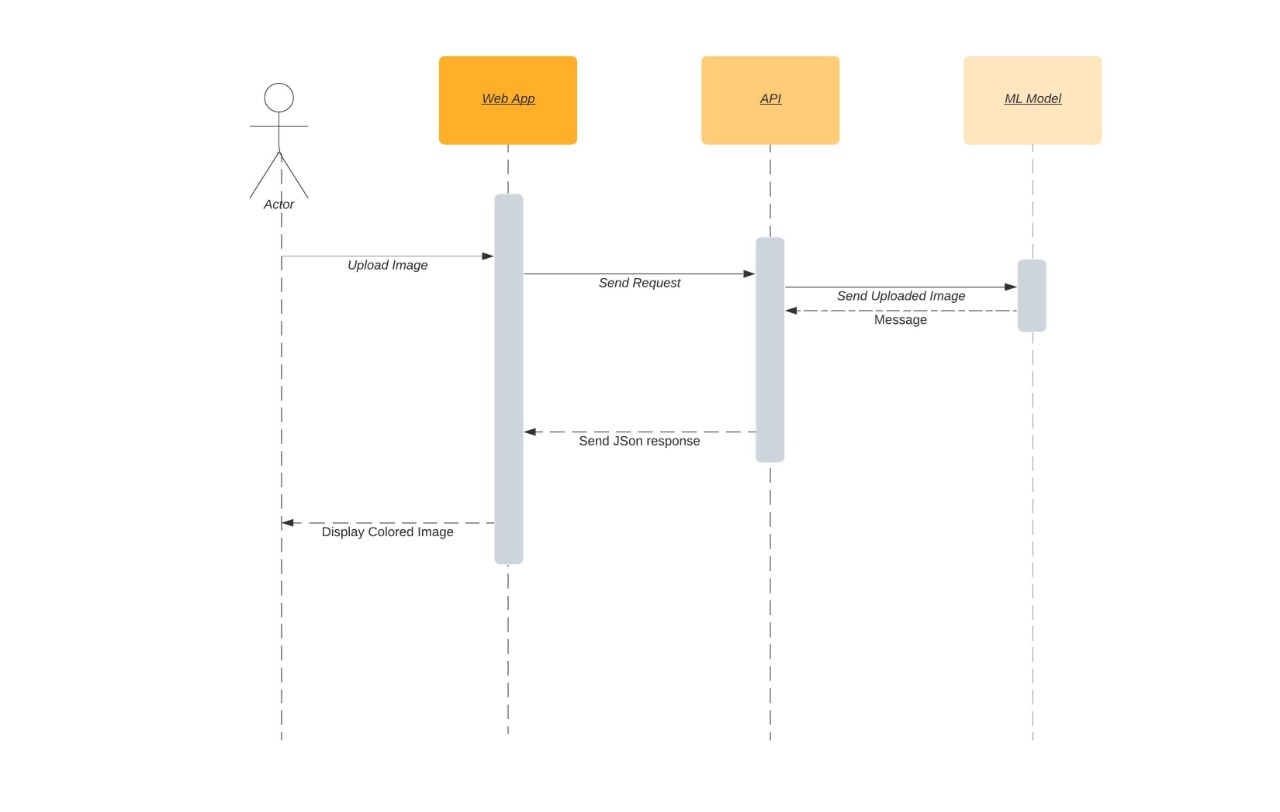 Web App
API
ML Model
Actor
Upload Image
Send Request
Send Uploaded Image
Message
Send JSon response
Display Colored Image